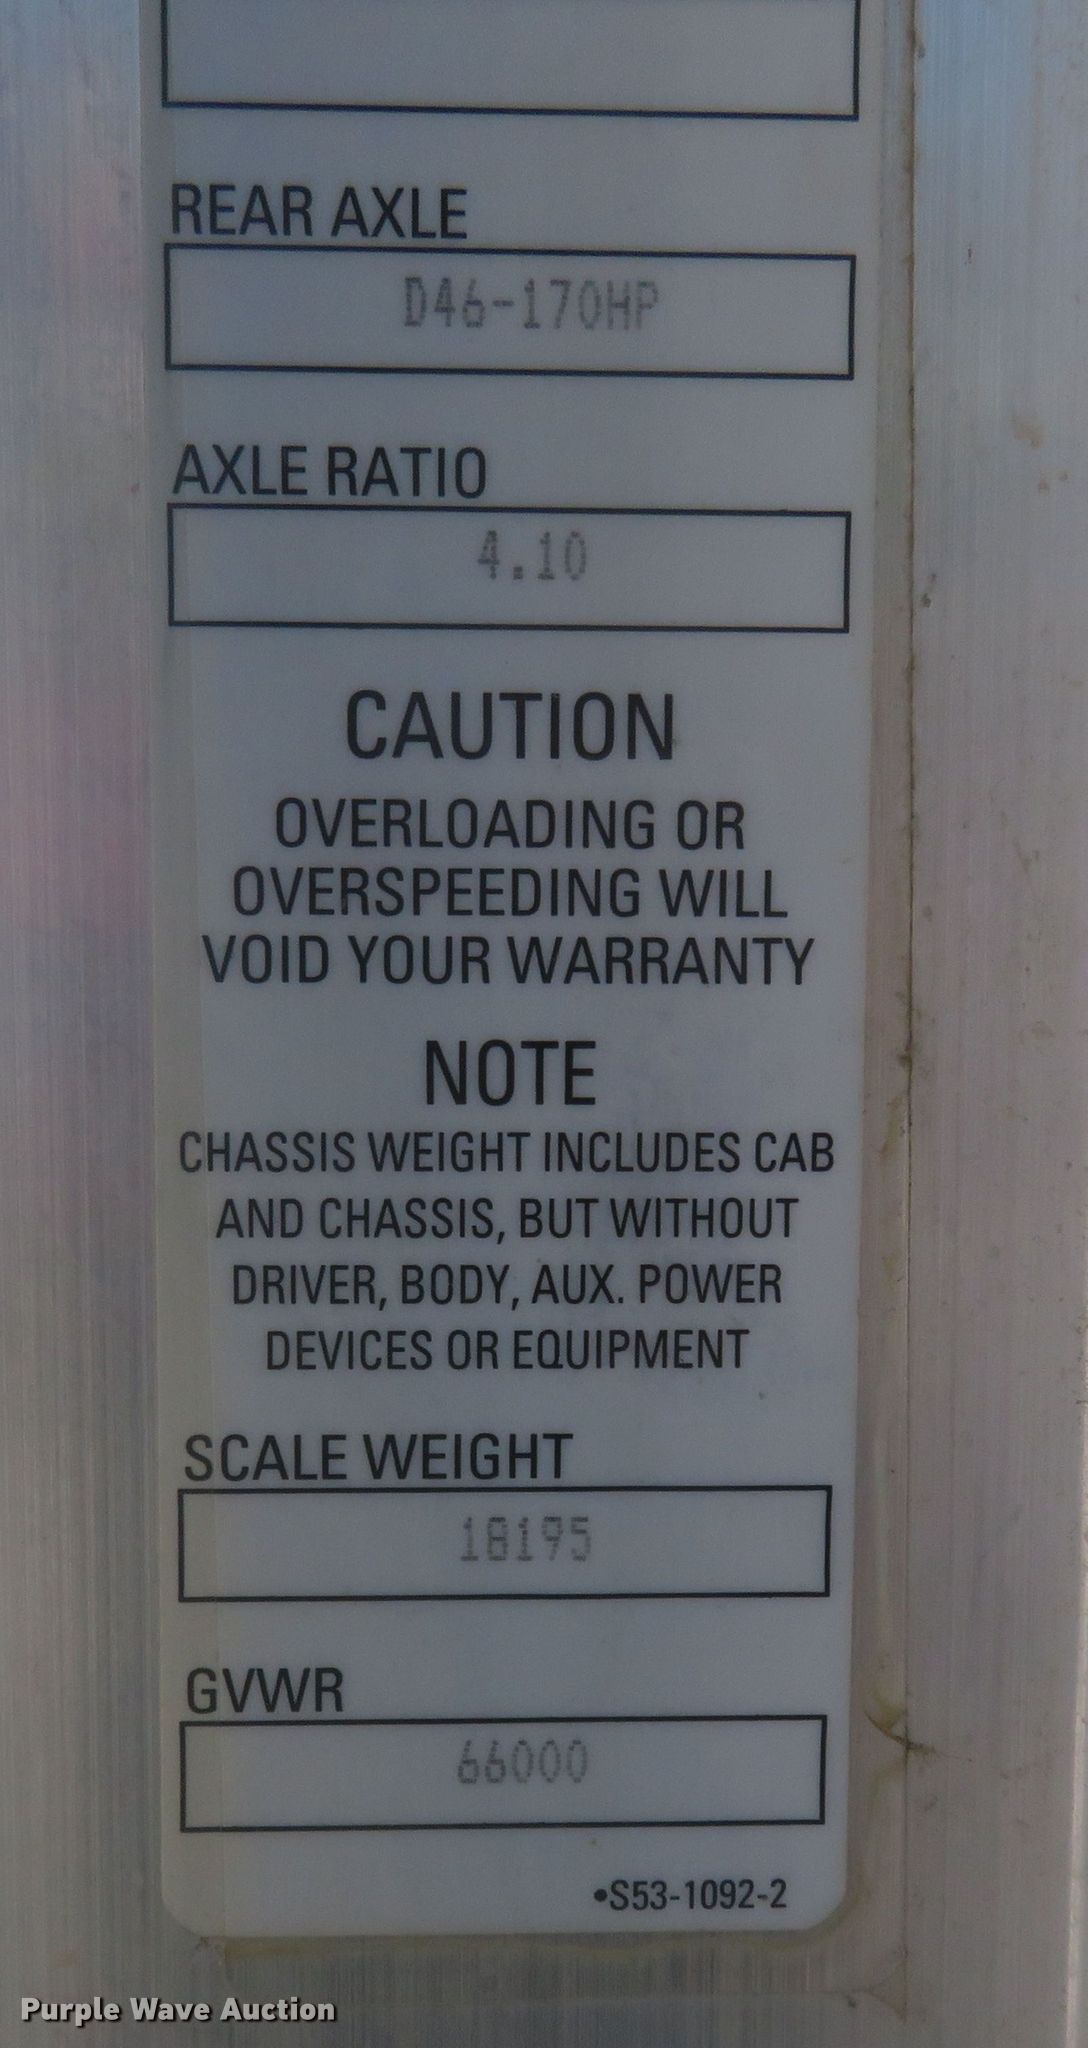 REAR AXLE
D46-170HP
AXLE RATIO
4.10
CAUTION
OVERLOADING OR
OVERSPEEDING WILL
VOID YOUR WARRANTY
NOTE
CHASSIS WEIGHT INCLUDES CAB
AND CHASSIS, BUT WITHOUT
DRIVER, BODY, AUX. POWER
DEVICES OR EQUIPMENT
SCALE WEIGHT
18195
GVWR
66000
•S53-1092-2
Purple Wave Auction